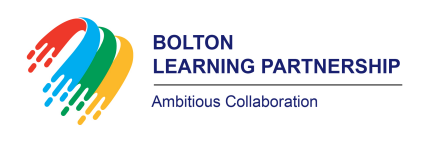 BOLTON
LEARNING PARTNERSHIP
Ambitious Collaboration